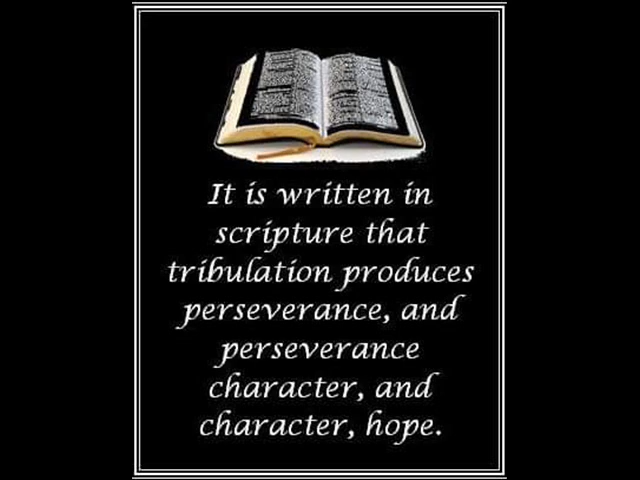 It is written in
scripture that
tribulation produces
perseverance, and
perseverance
character, and
character, hope.